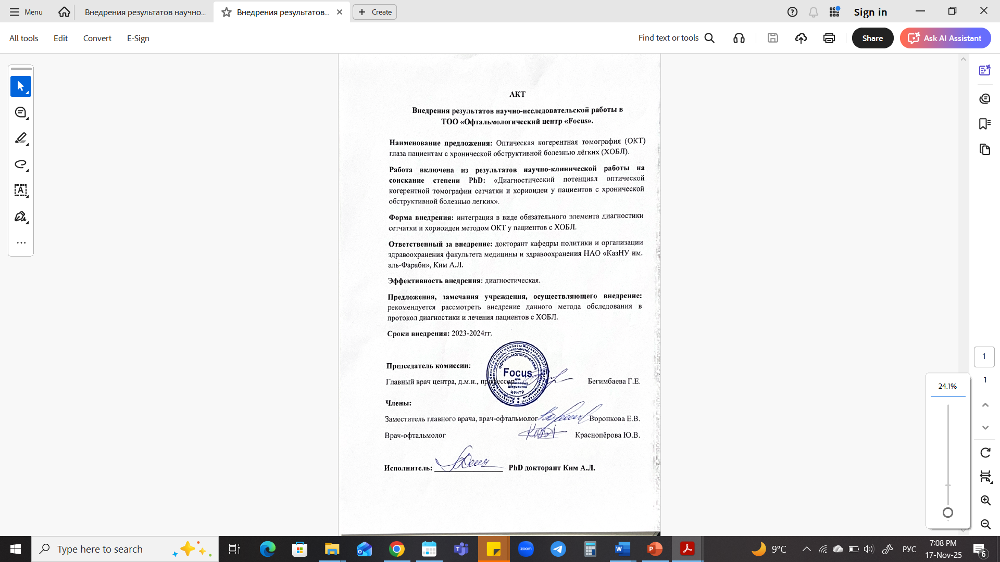 Menu
Внедрения результатов научно...
Внедрения результатов...
Create
Sign in
All tools
Edit
Convert
E-Sign
Find text or tools
Share
Ask AI Assistant
АКТ
Внедрения результатов научно-исследовательской работы в
ТОО «Офтальмологический центр «Focus».
Наименование предложения: Оптическая когерентная томография (ОКТ)
глаза пациентам с хронической обструктивной болезнью лёгких (ХОБЛ).
Работа включена из результатов научно-клинической работы на
соискание степени PhD: «Диагностический потенциал оптической
когерентной томографии сетчатки и хориоидеи у пациентов с хронической
обструктивной болезнью легких».
Форма внедрения: интеграция в виде обязательного элемента диагностики
сетчатки и хориоидеи методом ОКТ у пациентов с ХОБЛ.
Ответственный за внедрение: докторант кафедры политики и организации
здравоохранения факультета медицины и здравоохранения НАО «КазНУ им.
аль-Фараби», Ким А.Л.
Эффективность внедрения: диагностическая.
Предложения, замечания учреждения, осуществляющего внедрение:
рекомендуется рассмотреть внедрение данного метода обследования в
протокол диагностики и лечения пациентов с ХОБЛ.
Сроки внедрения: 2023-2024гг.
Председатель комиссии:
Главный врач центра, д.м.н., профессор Бегимбаева Г.Е.
офтальмологический
Focus
для
финансовых
документов
центр
Члены:
Заместитель главного врача, врач-офтальмолог Воронкова Е.В.
Врач-офтальмолог Краснопёрова Ю.В.
Исполнитель: PhD докторант Ким А.Л.
1
1
24.1%
Type here to search
zoom
9°C
РУС
7:08 PM
17-Nov-25
6